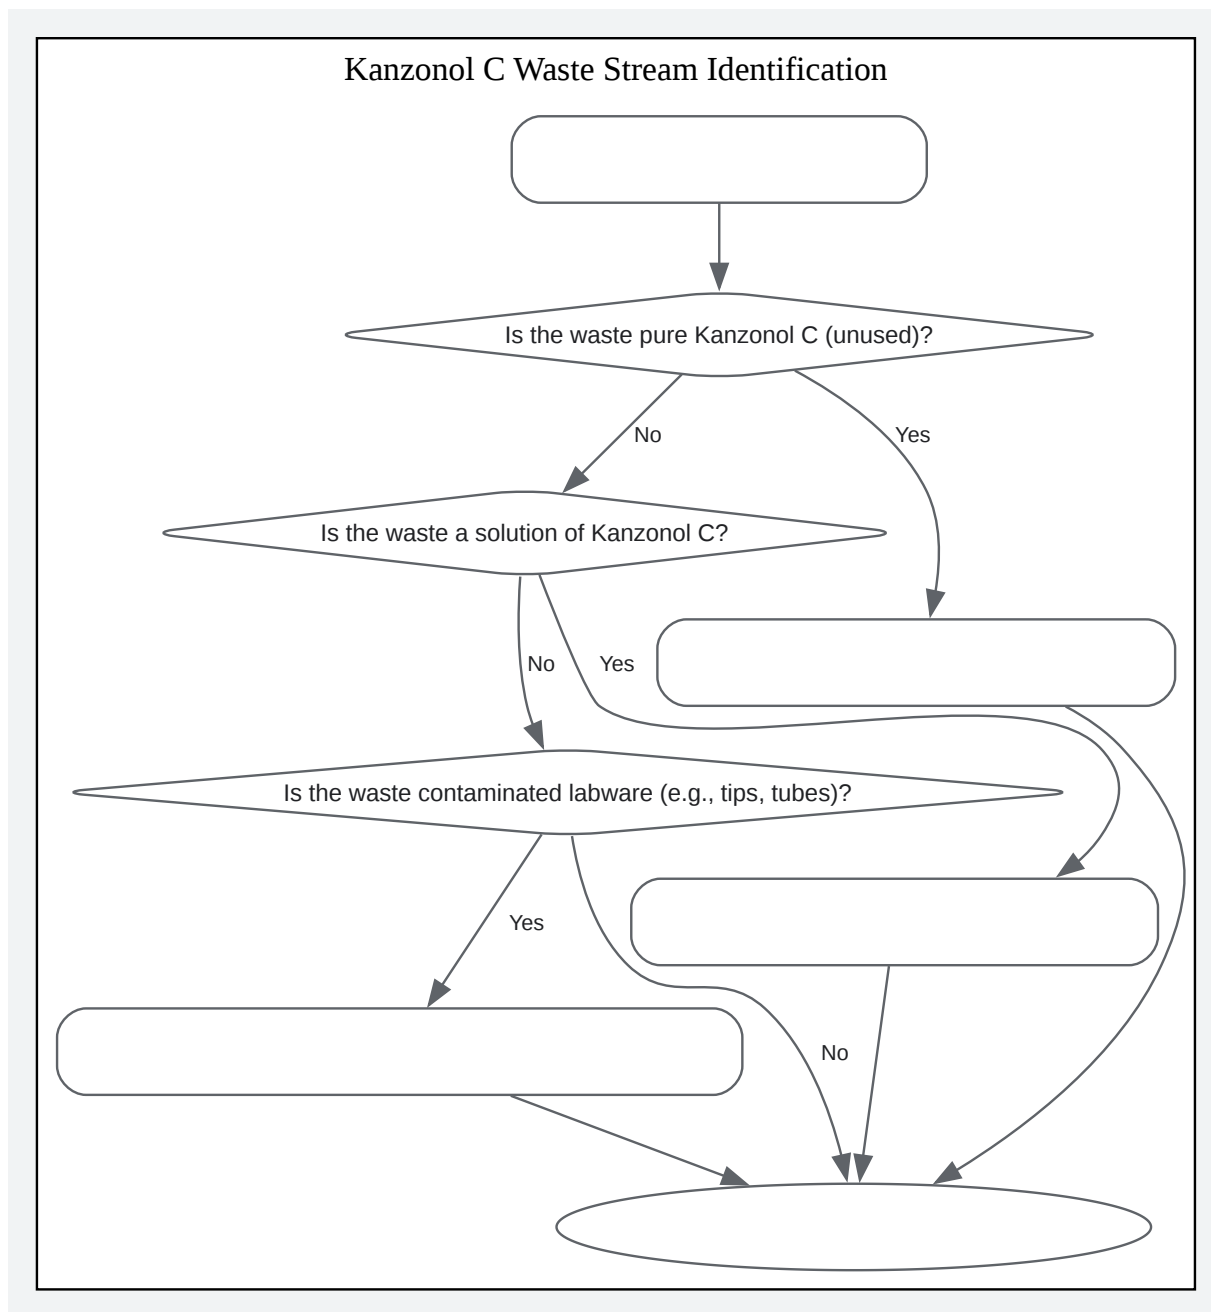 Kanzonol C Waste Stream Identification
Is the waste pure Kanzonol C (unused)?
No
Yes
Is the waste a solution of Kanzonol C?
No
Yes
Is the waste contaminated labware (e.g., tips, tubes)?
Yes
No